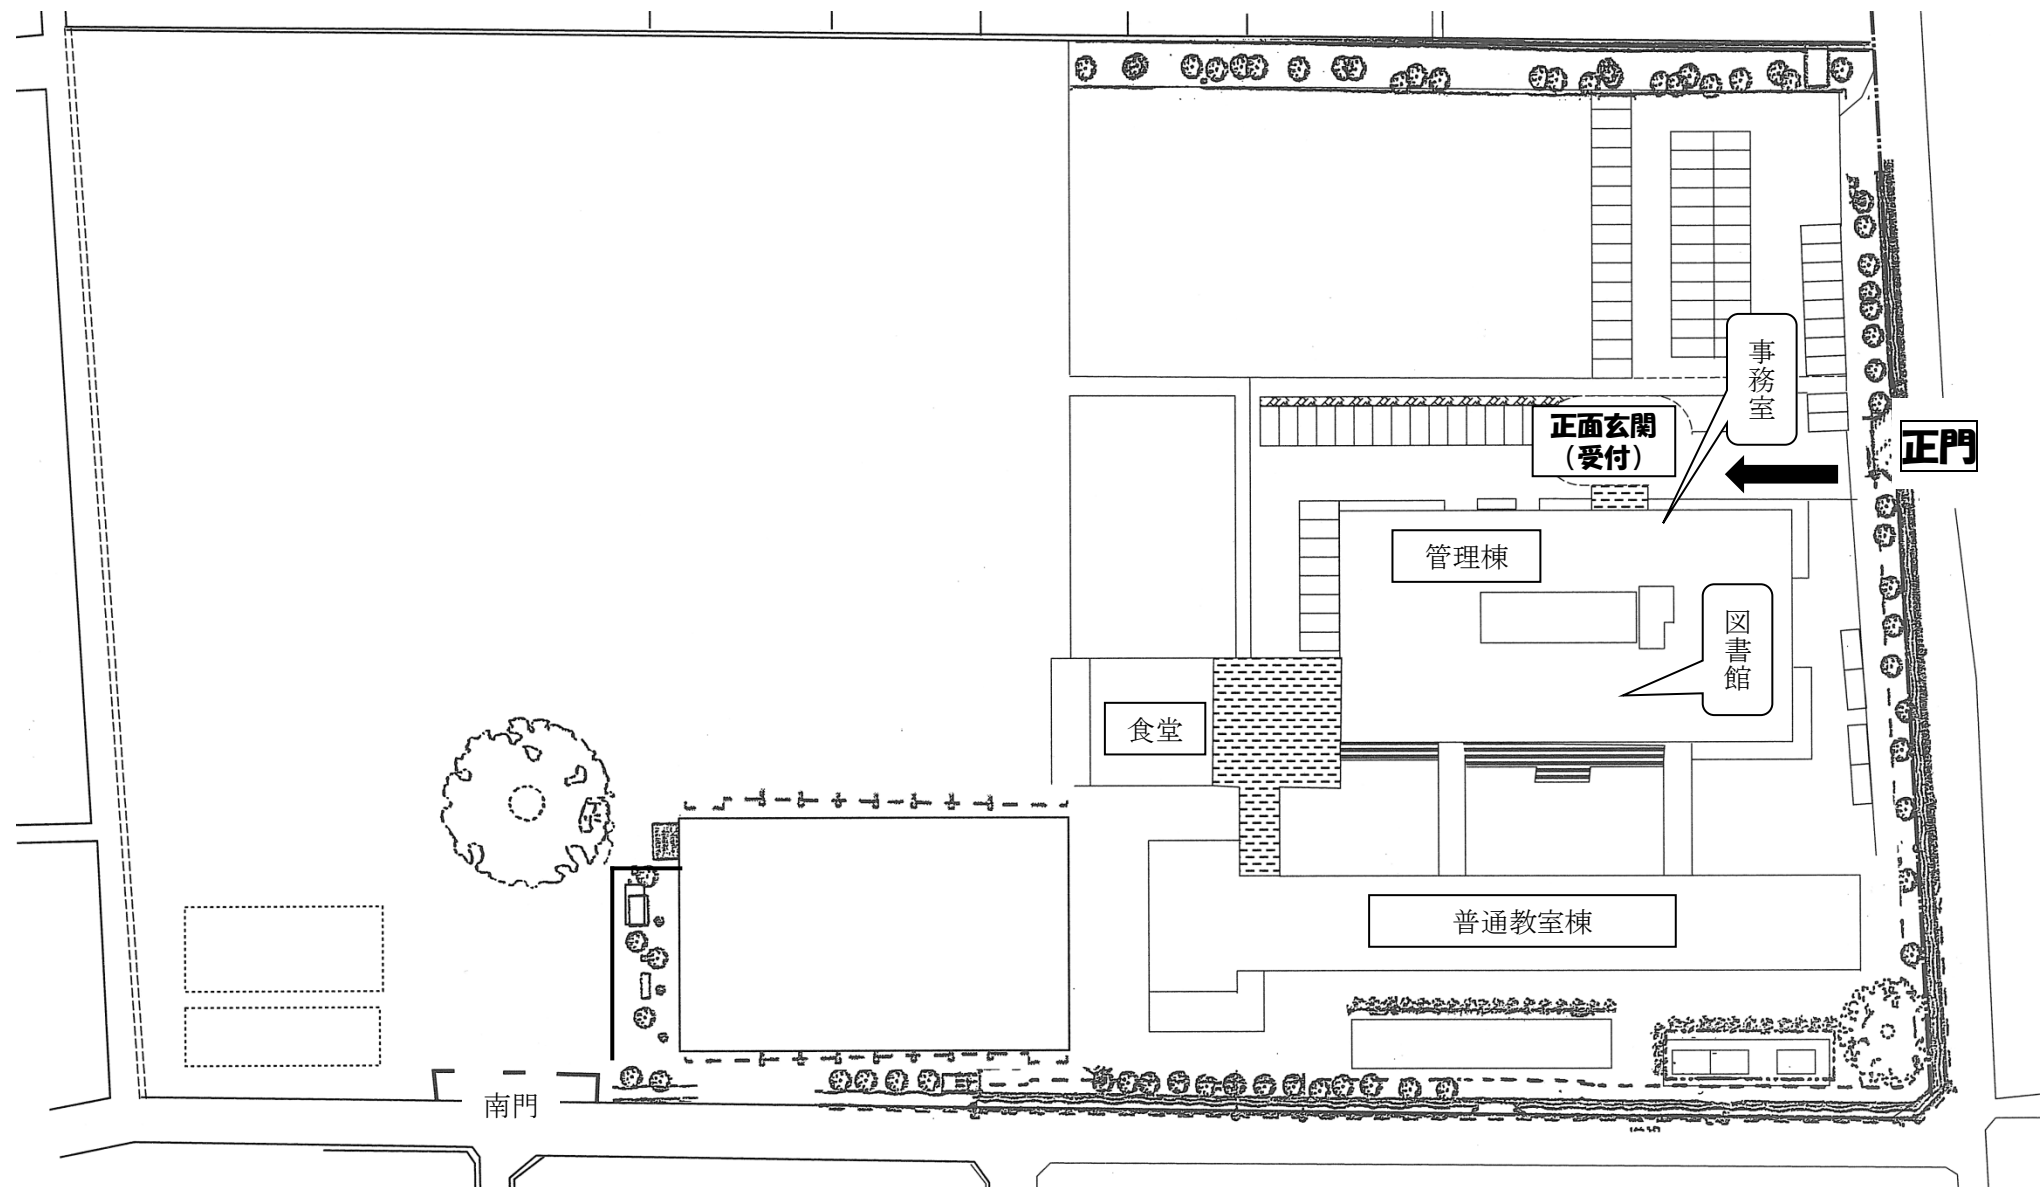 事務室
正面玄関
（受付）
正門
管理棟
図書館
食堂
普通教室棟
南門